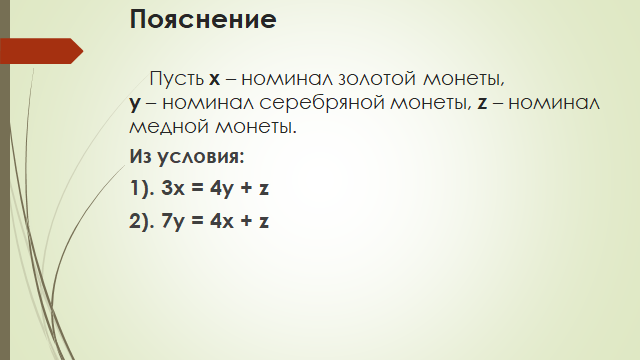 Пояснение
Пусть x – номинал золотой монеты,
y – номинал серебряной монеты, z – номинал
медной монеты.
Из условия:
1). 3x = 4y + z
2). 7y = 4x + z